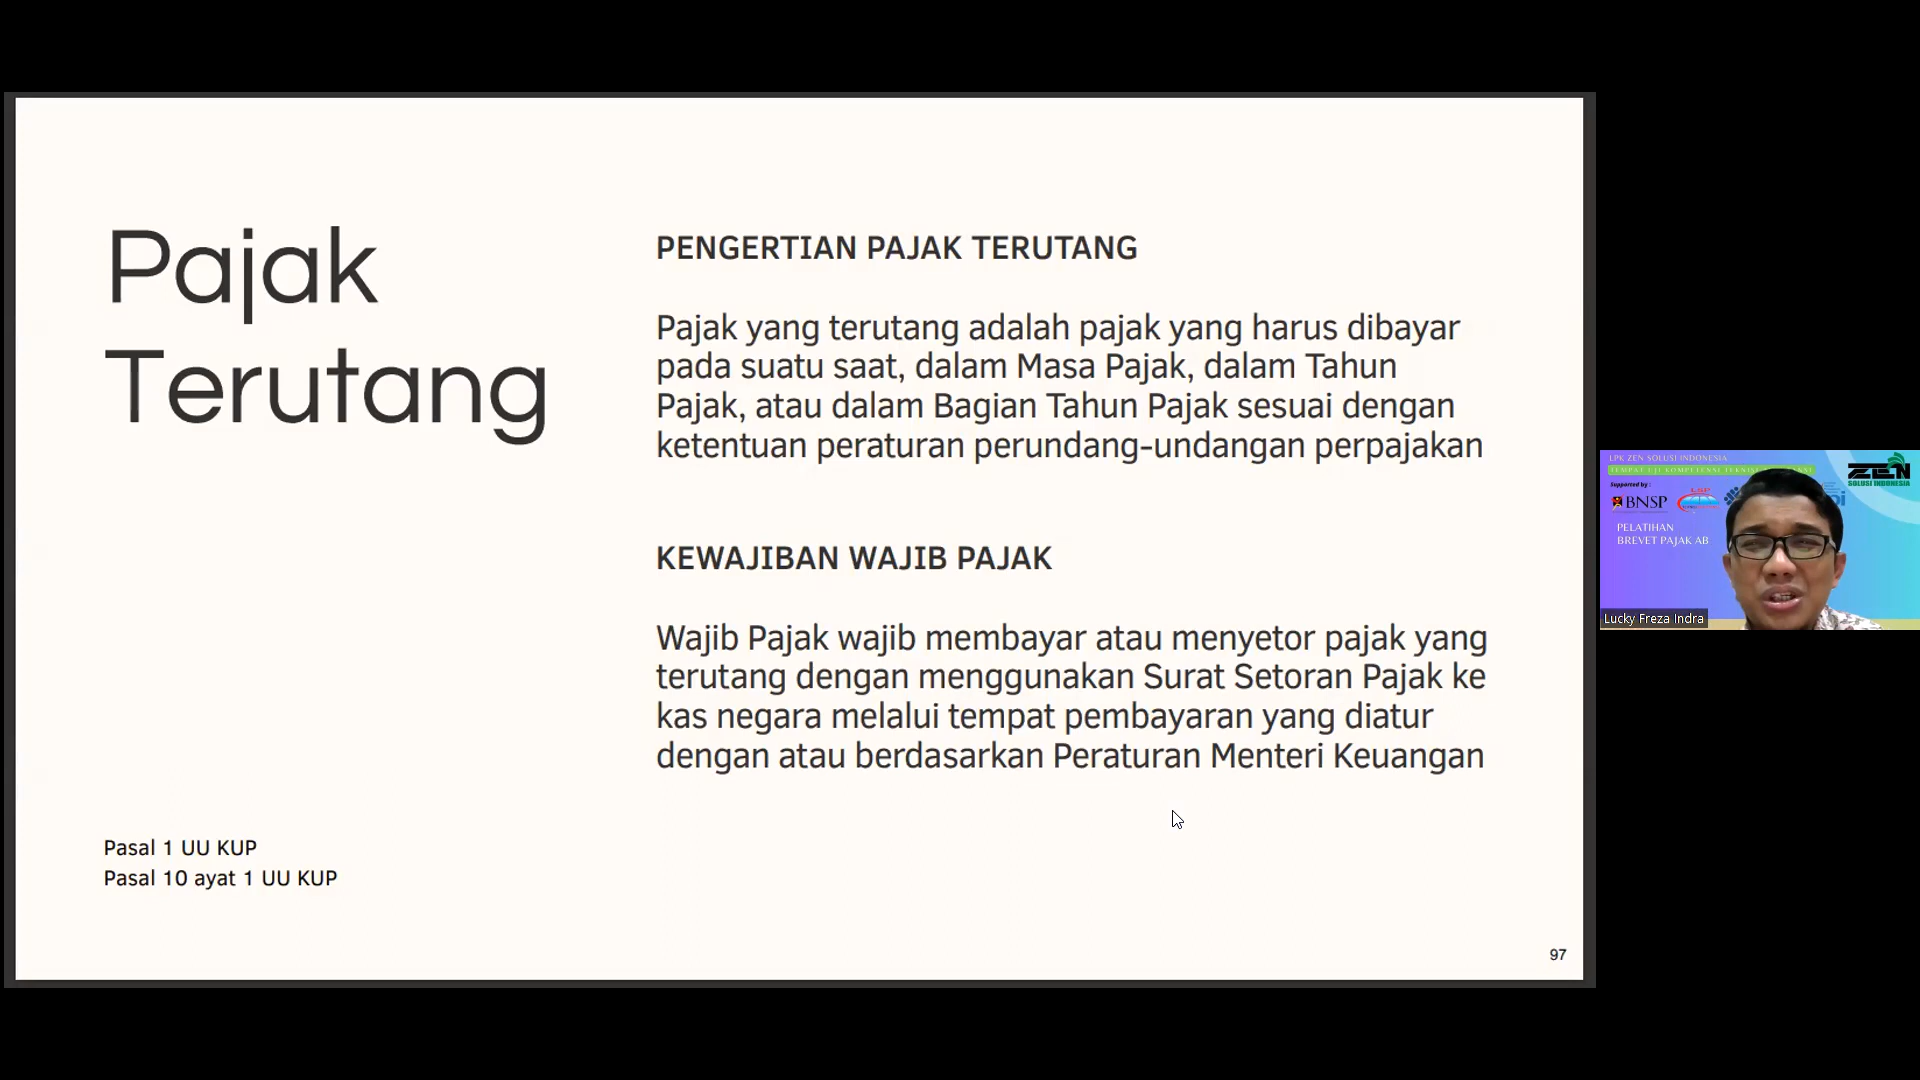 Pajak
Terutang
PENGERTIAN PAJAK TERUTANG
Pajak yang terutang adalah pajak yang harus dibayar
pada suatu saat, dalam Masa Pajak, dalam Tahun
Pajak, atau dalam Bagian Tahun Pajak sesuai dengan
ketentuan peraturan perundang-undangan perpajakan
KEWAJIBAN WAJIB PAJAK
Wajib Pajak wajib membayar atau menyetor pajak yang
terutang dengan menggunakan Surat Setoran Pajak ke
kas negara melalui tempat pembayaran yang diatur
dengan atau berdasarkan Peraturan Menteri Keuangan
Pasal 1 UU KUP
Pasal 10 ayat 1 UU KUP
97
LPK ZEN SOLUSI INDONESIA
TEMPAT UJI KOMPETENSI TEKNIS
Supported by :
BNSP
ZEN
SOLUSI INDONESIA
PELATIHAN
BREVET PAJAK AB
Lucky Freza Indra